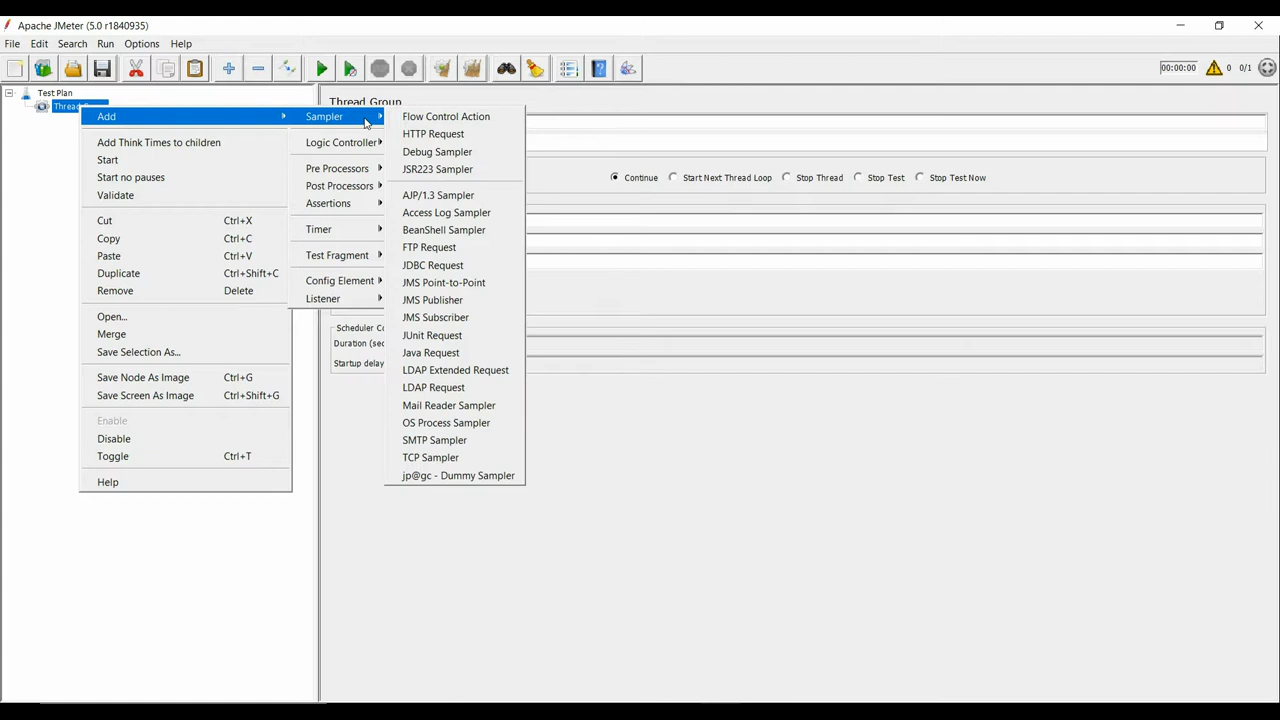 Apache JMeter (5.0 r1840935)
File Edit Search Run Options Help
00:00:00 0 0/1
Test Plan
Thread
Thread Group
Add
Add Think Times to children
Start
Start no pauses
Validate
Cut Ctrl+X
Copy Ctrl+C
Paste Ctrl+V
Duplicate Ctrl+Shift+C
Remove Delete
Open...
Merge
Save Selection As...
Save Node As Image Ctrl+G
Save Screen As Image Ctrl+Shift+G
Enable
Disable
Toggle Ctrl+T
Help
Sampler
Logic Controller
Pre Processors
Post Processors
Assertions
Timer
Test Fragment
Config Element
Listener
Flow Control Action
HTTP Request
Debug Sampler
JSR223 Sampler
AJP/1.3 Sampler
Access Log Sampler
BeanShell Sampler
FTP Request
JDBC Request
JMS Point-to-Point
JMS Publisher
JMS Subscriber
JUnit Request
Java Request
LDAP Extended Request
LDAP Request
Mail Reader Sampler
OS Process Sampler
SMTP Sampler
TCP Sampler
jp@gc - Dummy Sampler
Continue Start Next Thread Loop Stop Thread Stop Test Stop Test Now
Scheduler Co
Duration (sec
Startup delay